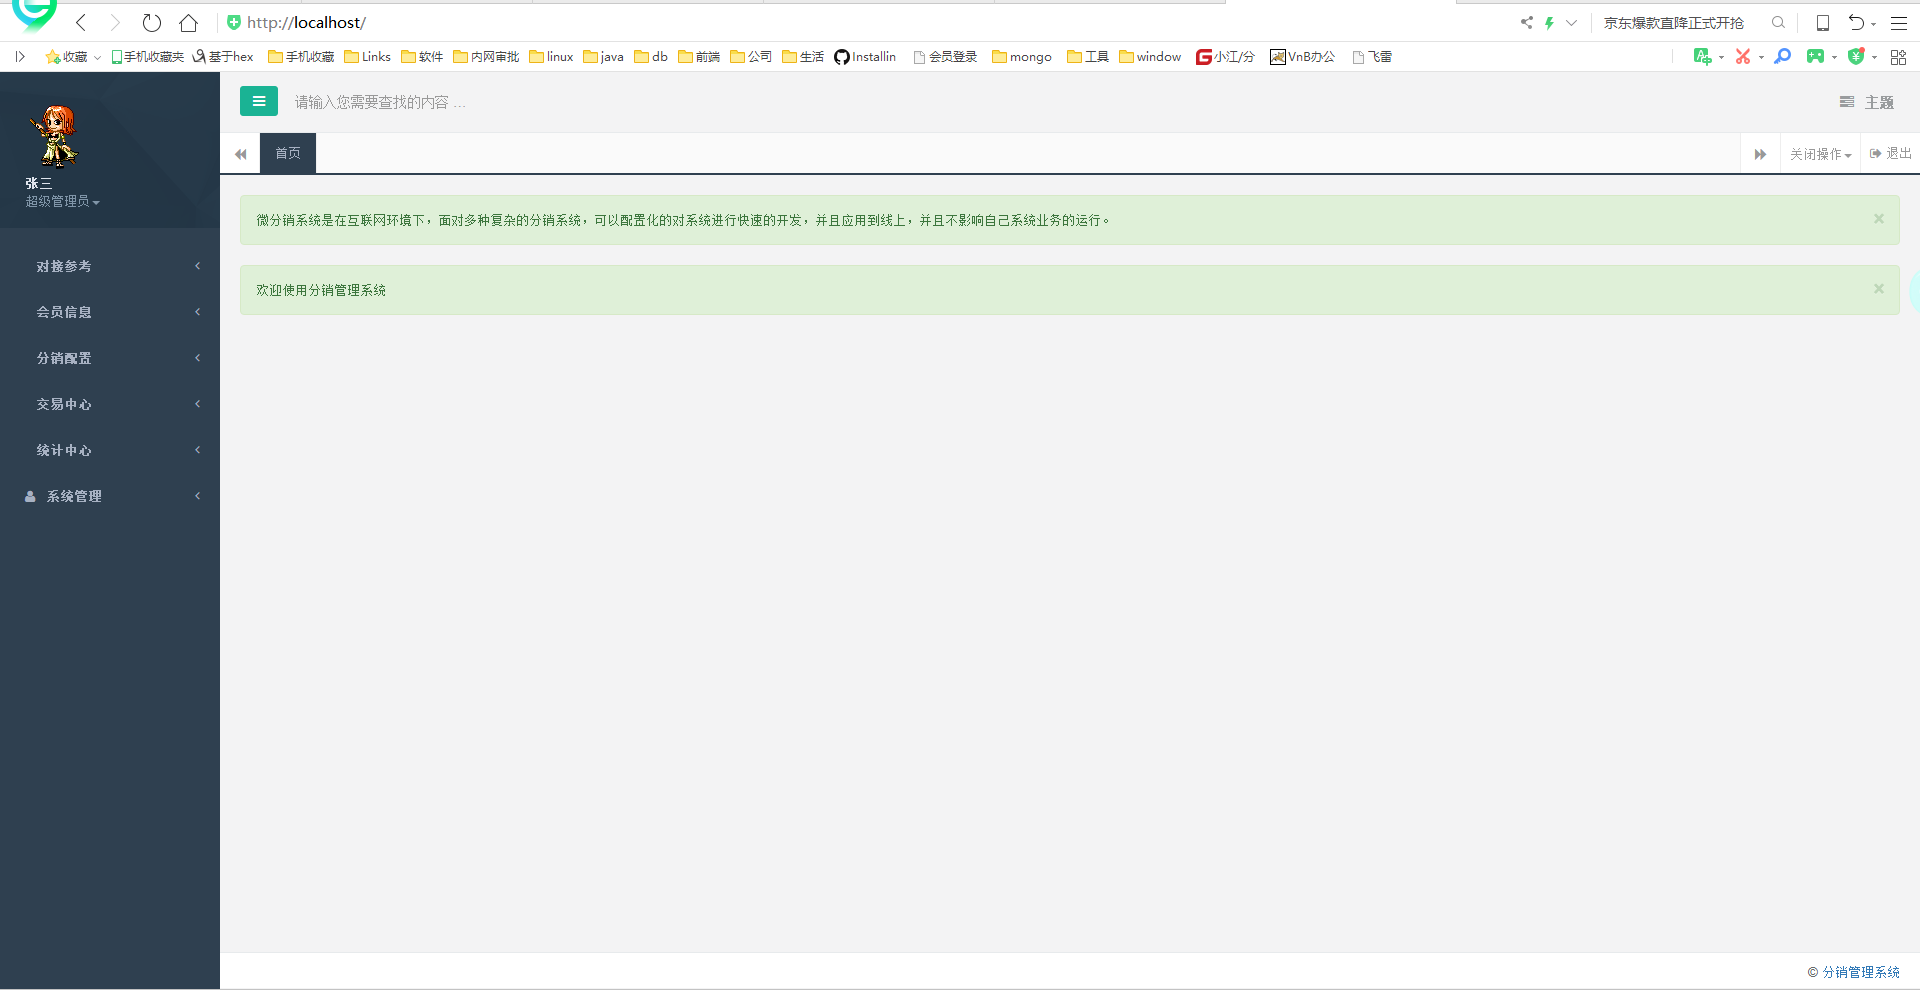 http://localhost/
京东爆款直降正式开抢
收藏 手机收藏夹 基于hex 手机收藏 Links 软件 内网审批 linux java db 前端 公司 生活 Installin 会员登录 mongo 工具 window 小江/分 VnB办公 飞雷
请输入您需要查找的内容 …
主题
首页
关闭操作
退出
张三
超级管理员
对接参考
会员信息
分销配置
交易中心
统计中心
系统管理
微分销系统是在互联网环境下，面对多种复杂的分销系统，可以配置化的对系统进行快速的开发，并且应用到线上，并且不影响自己系统业务的运行。
×
欢迎使用分销管理系统
×
© 分销管理系统